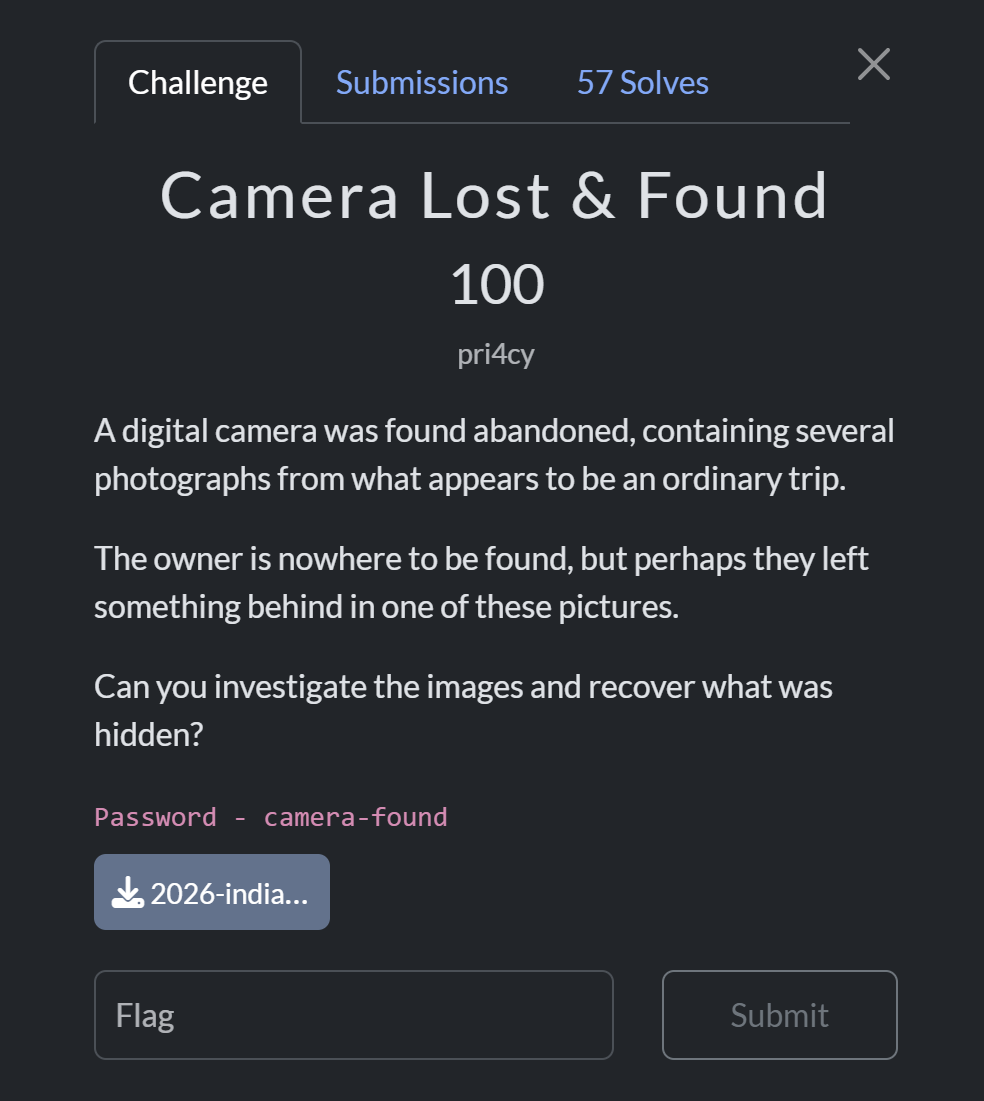 Challenge
Submissions
57 Solves
Camera Lost & Found
100
pri4cy
A digital camera was found abandoned, containing several
photographs from what appears to be an ordinary trip.
The owner is nowhere to be found, but perhaps they left
something behind in one of these pictures.
Can you investigate the images and recover what was
hidden?
Password - camera-found
2026-india...
Flag
Submit